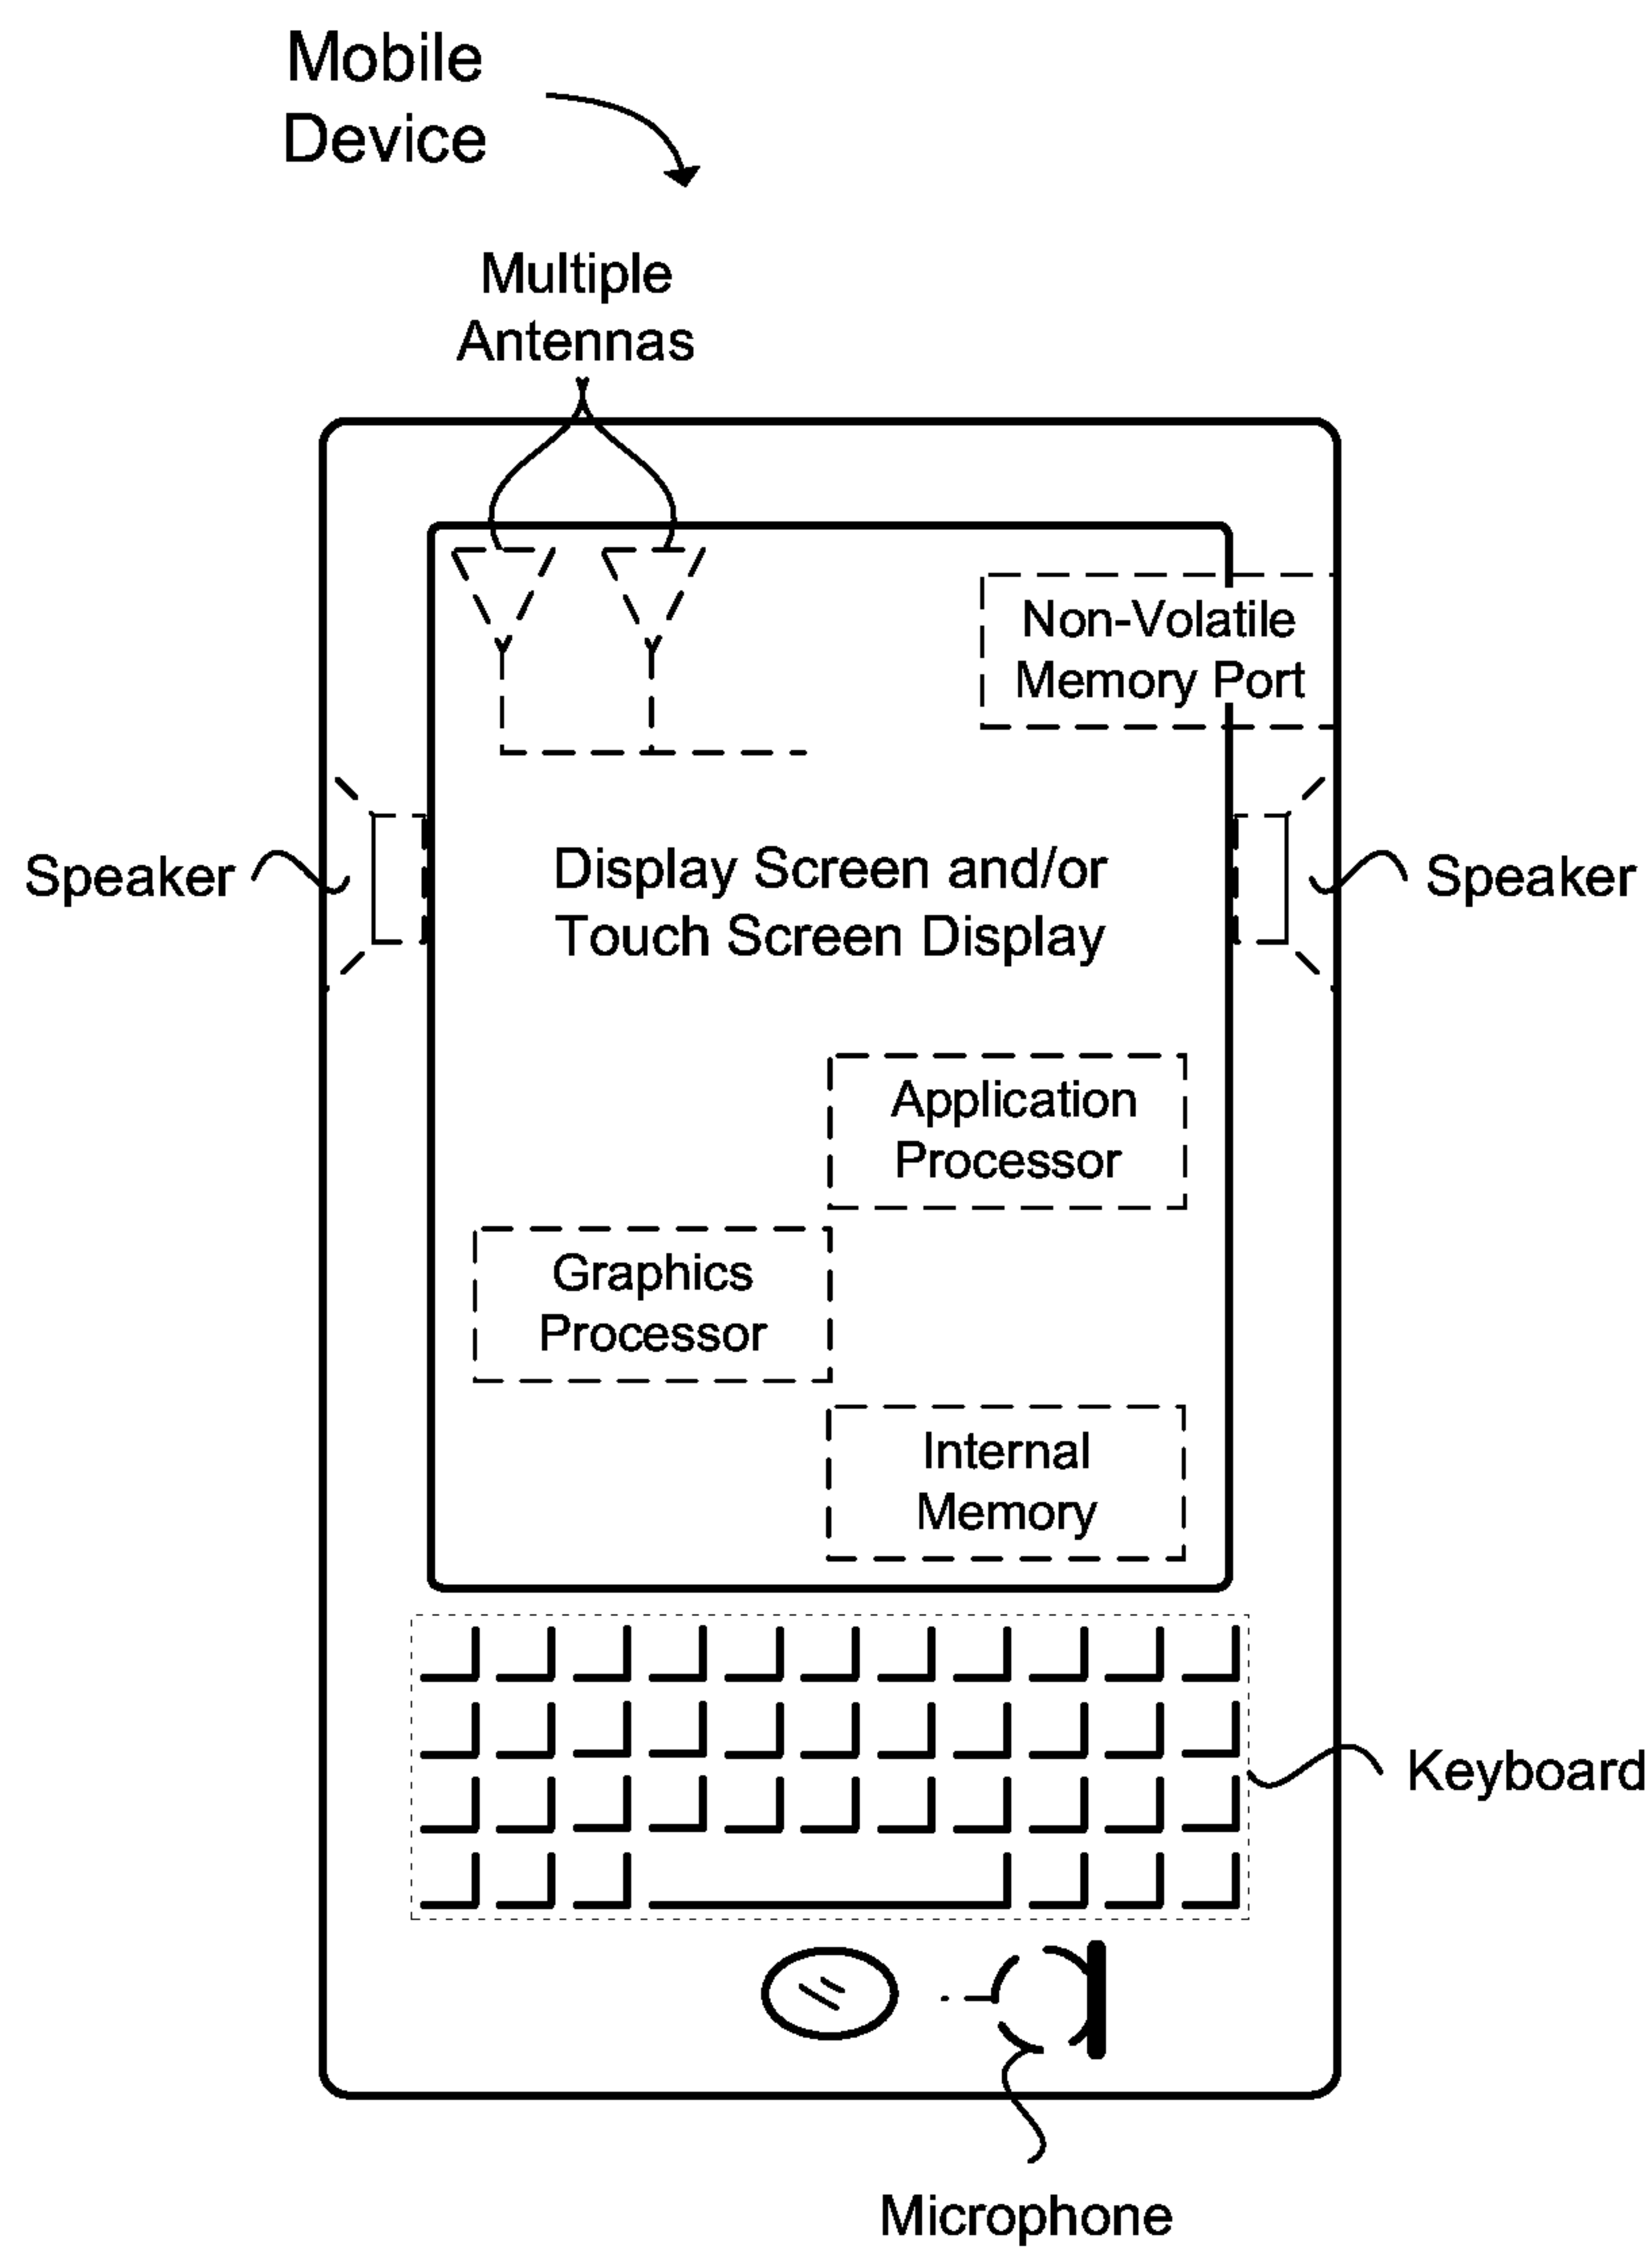 Mobile
Device
Multiple
Antennas
Non-Volatile
Memory Port
Speaker
Display Screen and/or
Touch Screen Display
Speaker
Application
Processor
Graphics
Processor
Internal
Memory
Keyboard
Microphone